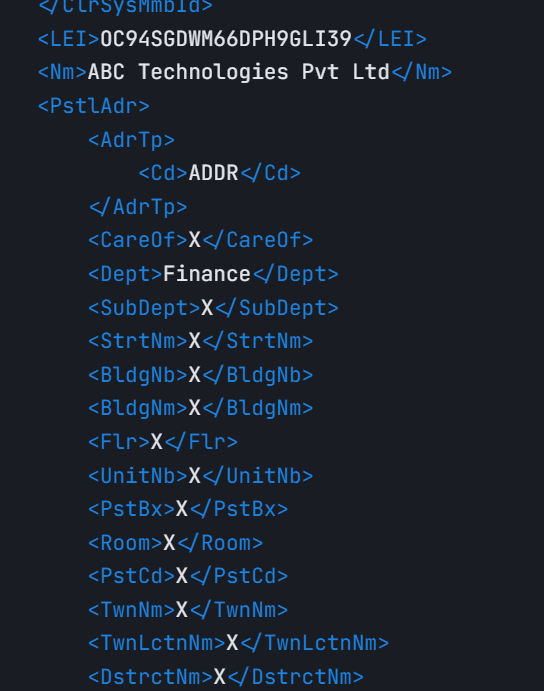 </ClrSysMmbId>
<LEI>OC94SGDWM66DPH9GLI39</LEI>
<Nm>ABC Technologies Pvt Ltd</Nm>
<PstlAdr>
<AdrTp>
<Cd>ADDR</Cd>
</AdrTp>
<CareOf>X</CareOf>
<Dept>Finance</Dept>
<SubDept>X</SubDept>
<StrtNm>X</StrtNm>
<BldgNb>X</BldgNb>
<BldgNm>X</BldgNm>
<Flr>X</Flr>
<UnitNb>X</UnitNb>
<PstBx>X</PstBx>
<Room>X</Room>
<PstCd>X</PstCd>
<TwnNm>X</TwnNm>
<TwnLctnNm>X</TwnLctnNm>
<DstrctNm>X</DstrctNm>